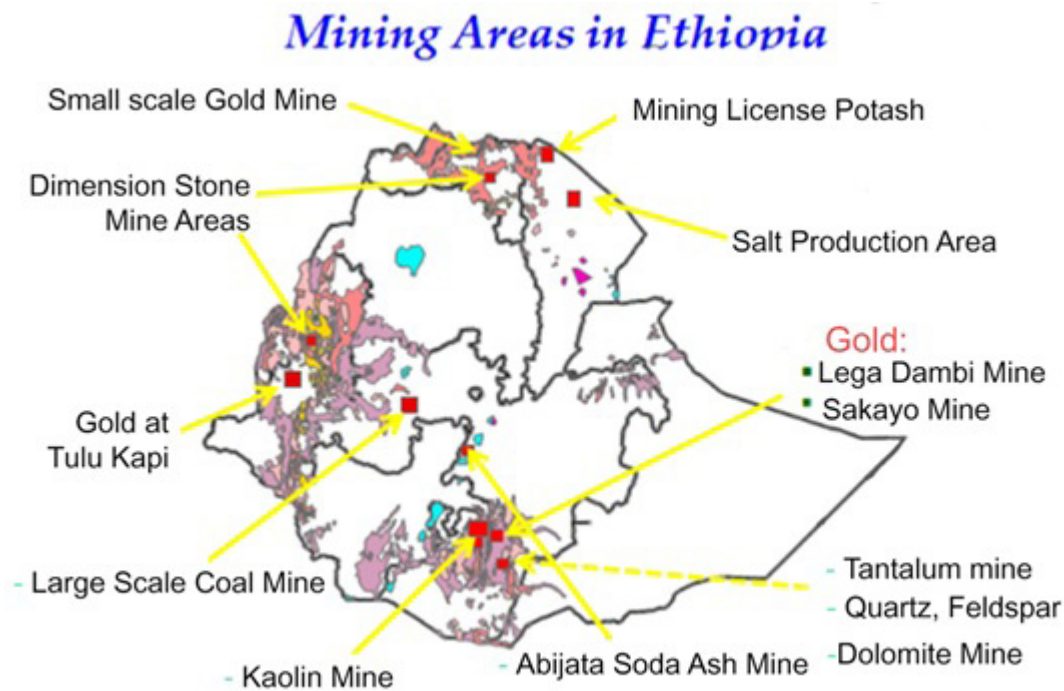 Mining Areas in Ethiopia
Small scale Gold Mine
Mining License Potash
Dimension Stone
Mine Areas
Salt Production Area
Gold:
Lega Dambi Mine
Sakayo Mine
Gold at
Tulu Kapi
- Large Scale Coal Mine
- Tantalum mine
- Quartz, Feldspar
-Dolomite Mine
- Kaolin Mine
- Abijata Soda Ash Mine